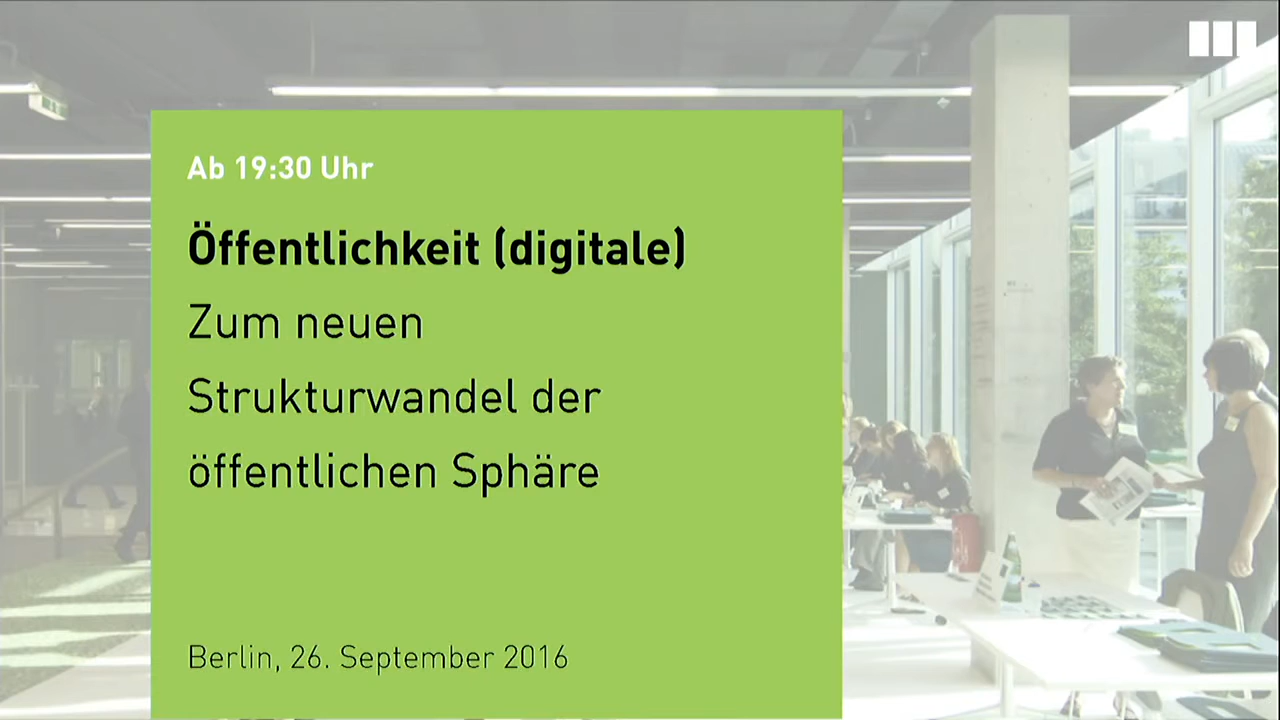 Ab 19:30 Uhr
Öffentlichkeit (digitale)
Zum neuen
Strukturwandel der
öffentlichen Sphäre
Berlin, 26. September 2016